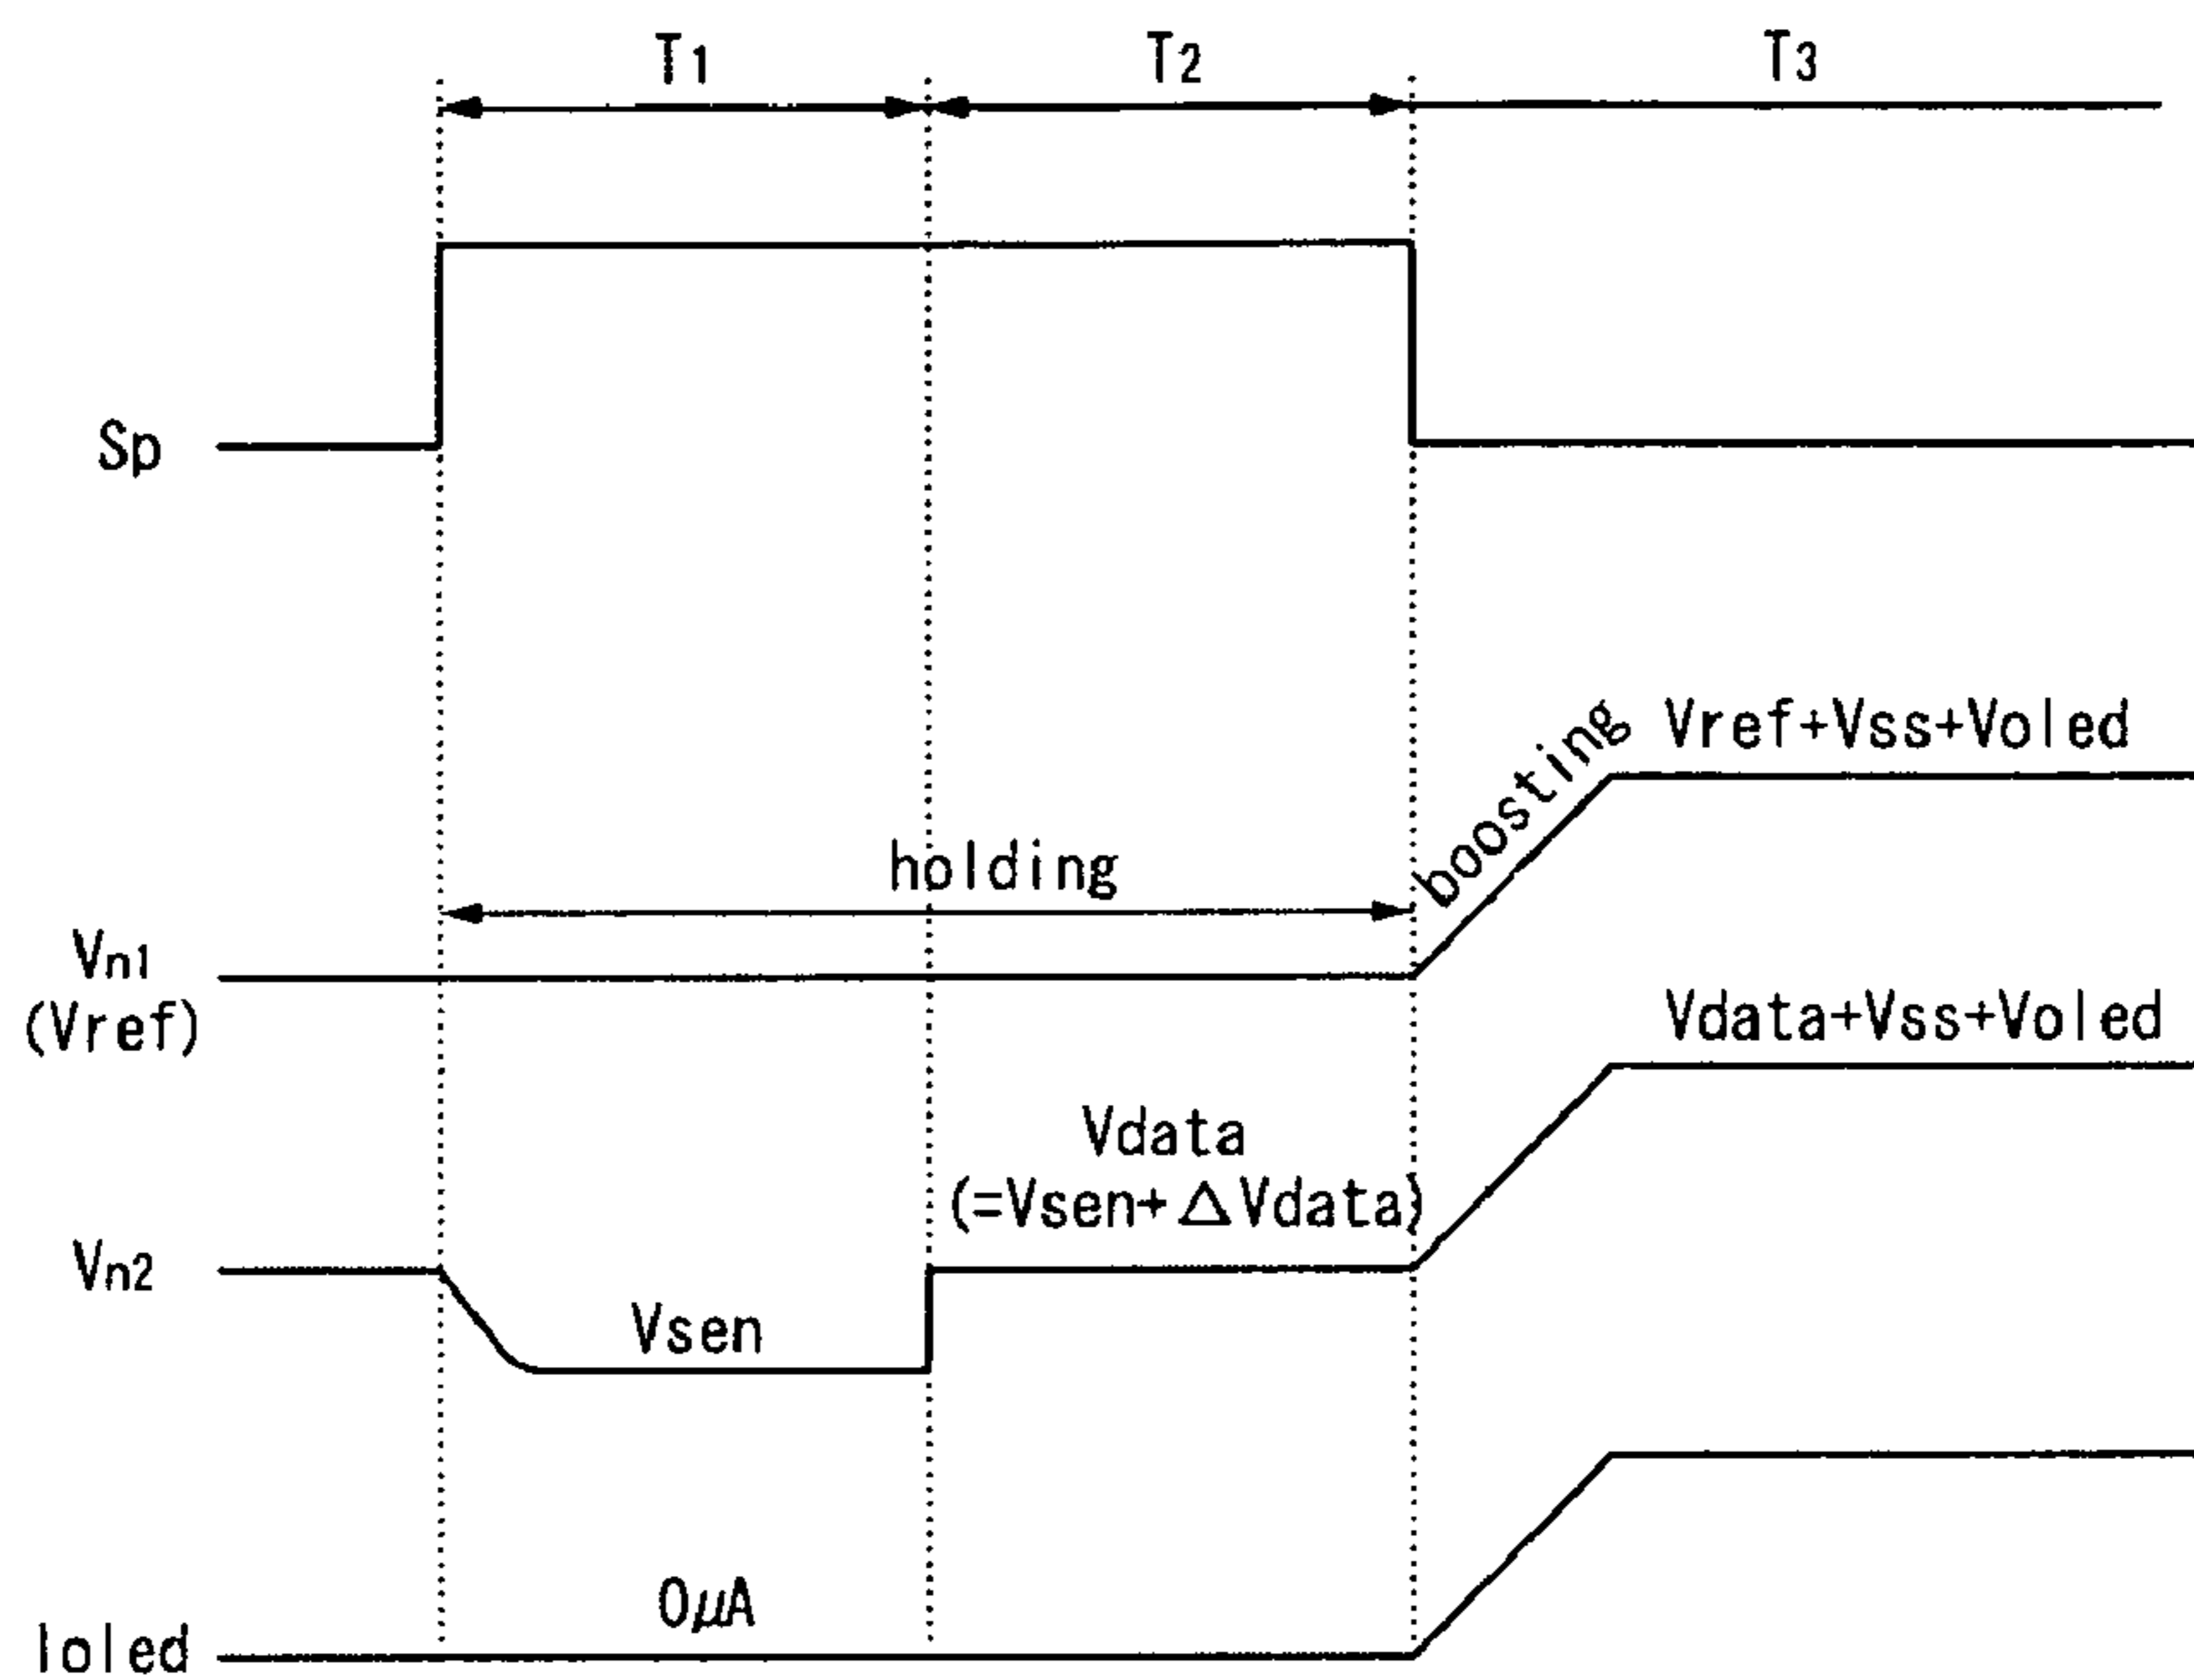 T1 T2 T3
Sp
boosting
Vref+Vss+Voled
holding
Vn1
(Vref)
Vdata+Vss+Voled
Vdata
(=Vsen+△Vdata)
Vn2
Vsen
0μA
Ioled